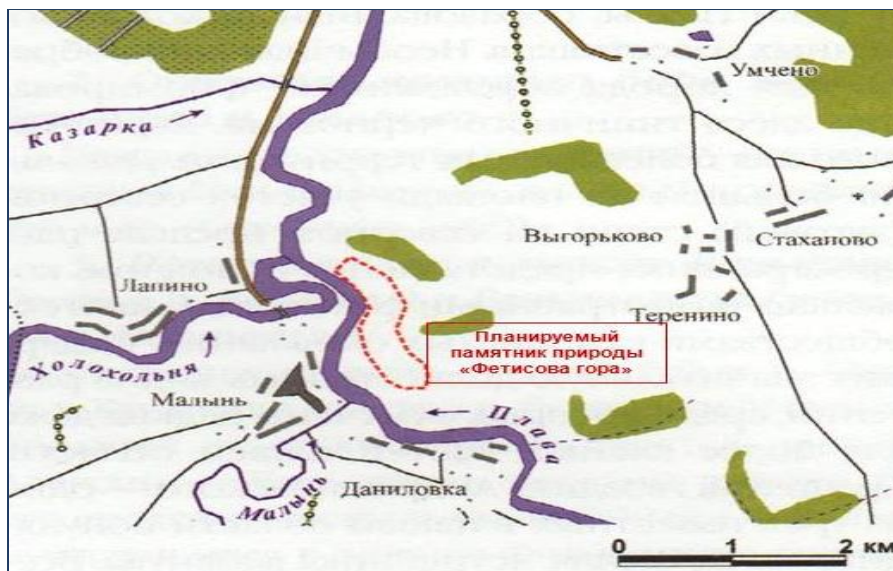 Умчено
Казарка
Выгорьково
Стаханово
Лапино
Теренино
Планируемый
памятник природы
«Фетисова гора»
Холохольня
Малынь
Плава
Даниловка
Малынь
0 1 2 км